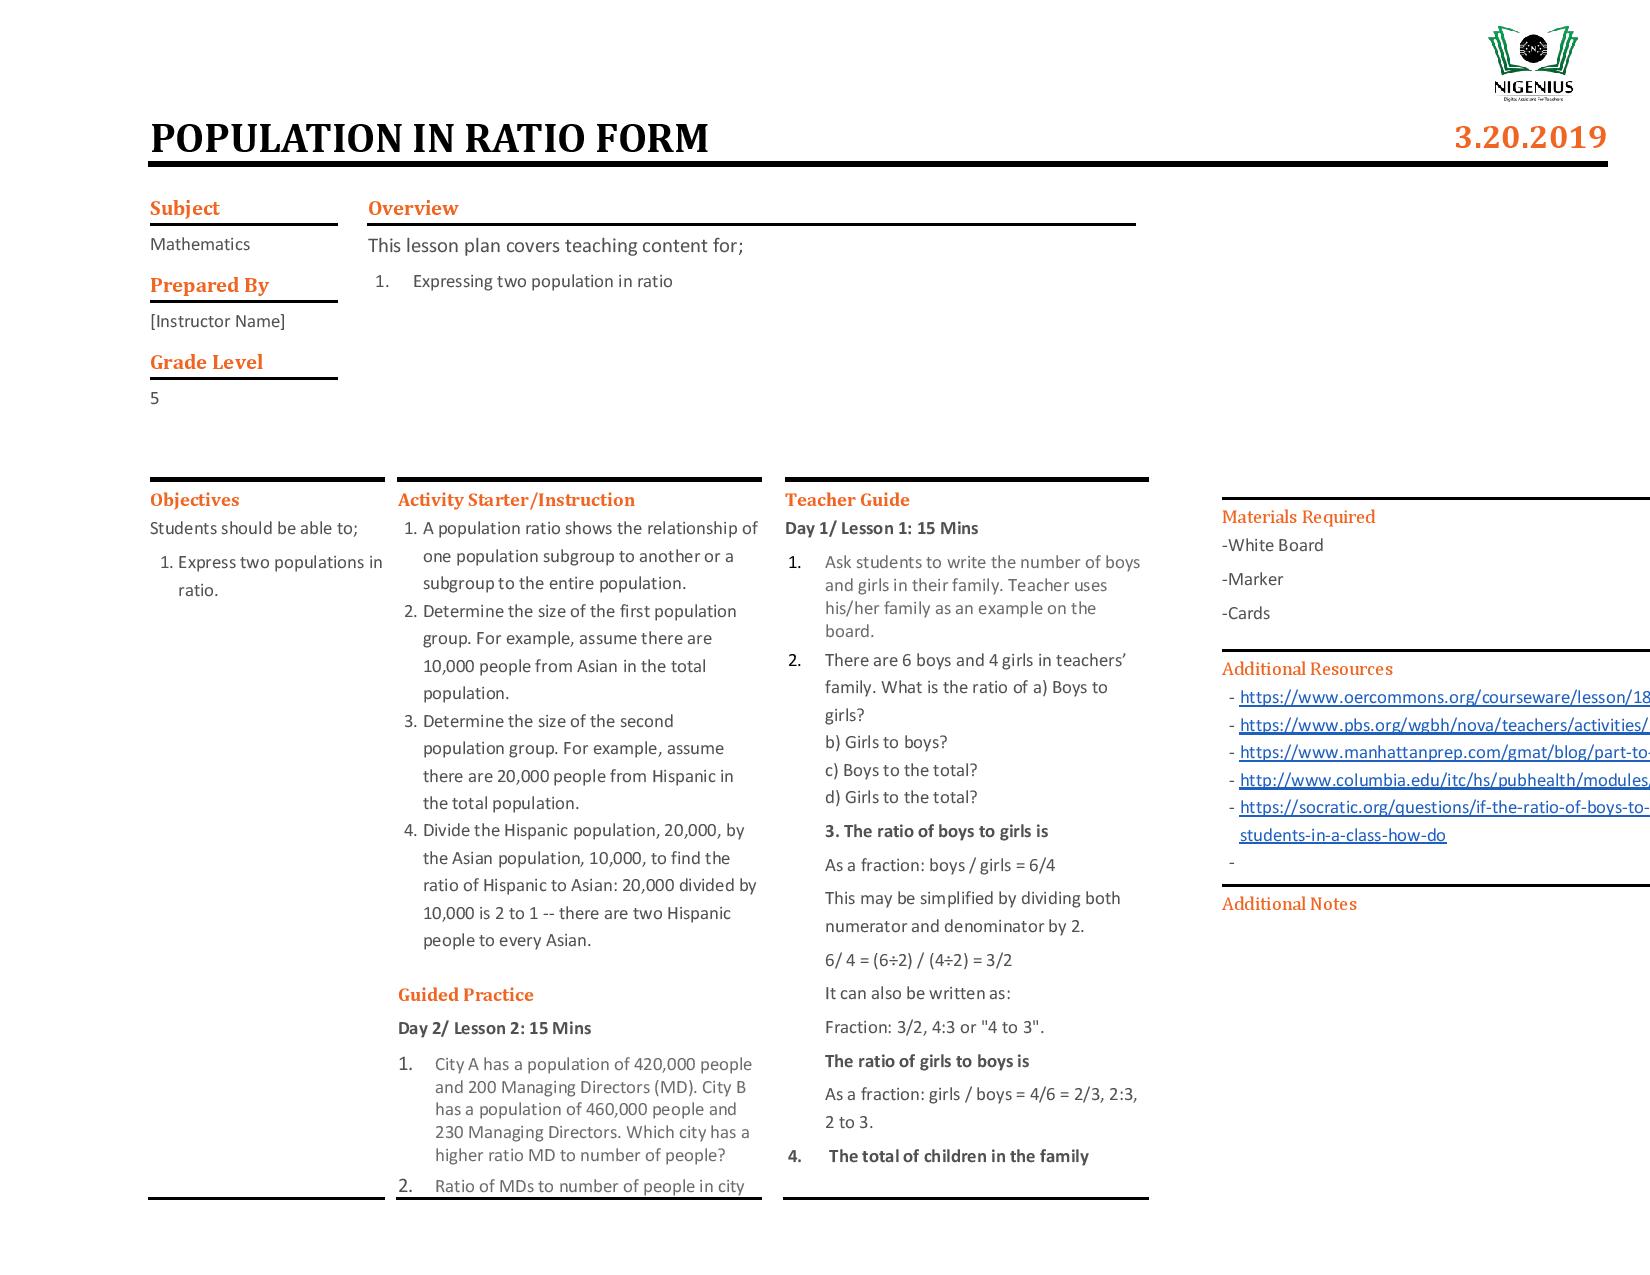 NIGENIUS
Digital Assistant For Teachers
POPULATION IN RATIO FORM
3.20.2019
Subject
Mathematics
Prepared By
[Instructor Name]
Grade Level
5
Overview
This lesson plan covers teaching content for;
1. Expressing two population in ratio
Objectives
Students should be able to;
1. Express two populations in
ratio.
Activity Starter/Instruction
1. A population ratio shows the relationship of
one population subgroup to another or a
subgroup to the entire population.
2. Determine the size of the first population
group. For example, assume there are
10,000 people from Asian in the total
population.
3. Determine the size of the second
population group. For example, assume
there are 20,000 people from Hispanic in
the total population.
4. Divide the Hispanic population, 20,000, by
the Asian population, 10,000, to find the
ratio of Hispanic to Asian: 20,000 divided by
10,000 is 2 to 1 -- there are two Hispanic
people to every Asian.
Guided Practice
Day 2/ Lesson 2: 15 Mins
1. City A has a population of 420,000 people
and 200 Managing Directors (MD). City B
has a population of 460,000 people and
230 Managing Directors. Which city has a
higher ratio MD to number of people?
2. Ratio of MDs to number of people in city
Teacher Guide
Day 1/ Lesson 1: 15 Mins
1. Ask students to write the number of boys
and girls in their family. Teacher uses
his/her family as an example on the
board.
2. There are 6 boys and 4 girls in teachers’
family. What is the ratio of a) Boys to
girls?
b) Girls to boys?
c) Boys to the total?
d) Girls to the total?
3. The ratio of boys to girls is
As a fraction: boys / girls = 6/4
This may be simplified by dividing both
numerator and denominator by 2.
6/ 4 = (6÷2) / (4÷2) = 3/2
It can also be written as:
Fraction: 3/2, 4:3 or "4 to 3".
The ratio of girls to boys is
As a fraction: girls / boys = 4/6 = 2/3, 2:3,
2 to 3.
4. The total of children in the family
Materials Required
-White Board
-Marker
-Cards
Additional Resources
- https://www.oercommons.org/courseware/lesson/18
- https://www.pbs.org/wgbh/nova/teachers/activities/
- https://www.manhattanprep.com/gmat/blog/part-to-
- http://www.columbia.edu/itc/hs/pubhealth/modules/
- https://socratic.org/questions/if-the-ratio-of-boys-to-
students-in-a-class-how-do
-
Additional Notes